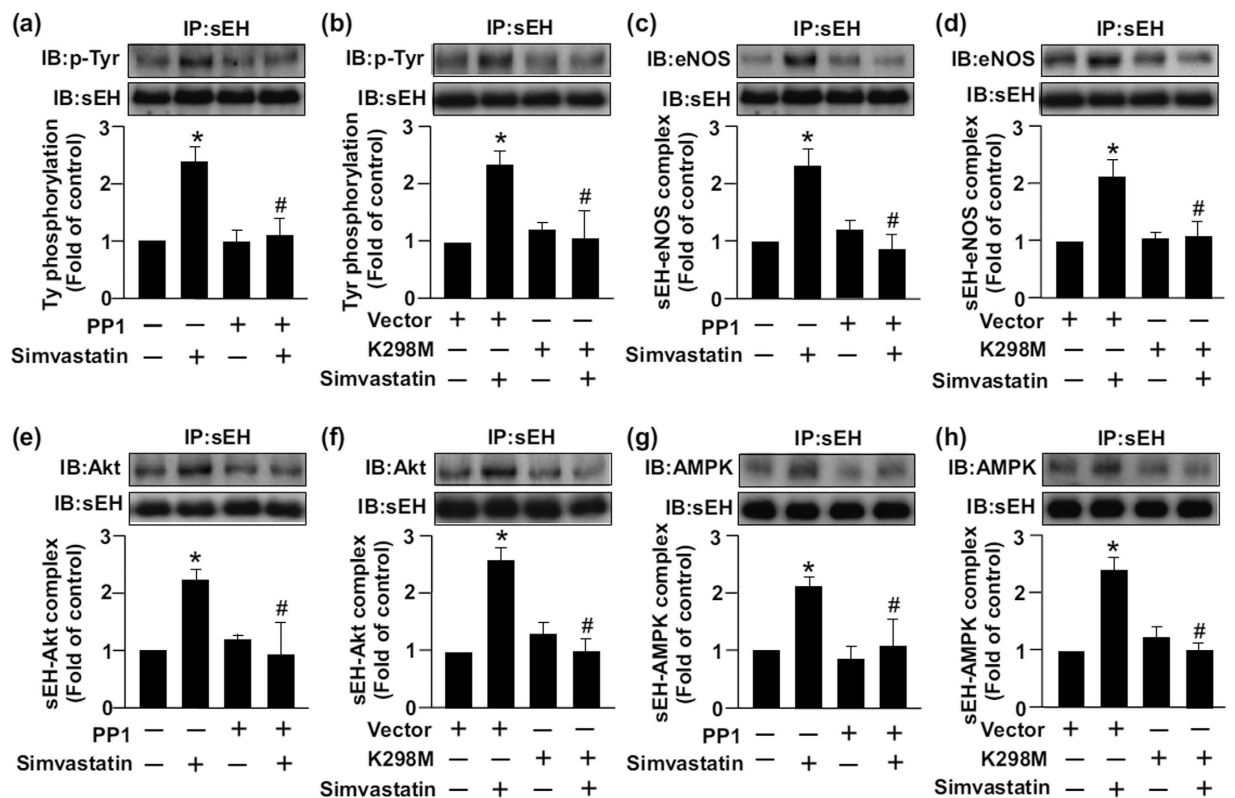 (a)
IP:sEH
IB:p-Tyr
IB:sEH
3
2
1
0
Ty phosphorylation
(Fold of control)
*
#
PP1 — — + +
Simvastatin — + — +
(b)
IP:sEH
IB:p-Tyr
IB:sEH
3
2
1
0
Tyr phosphorylation
(Fold of control)
*
#
Vector + + — —
K298M — — + +
Simvastatin — + — +
(c)
IP:sEH
IB:eNOS
IB:sEH
3
2
1
0
sEH-eNOS complex
(Fold of control)
*
#
PP1 — — + +
Simvastatin — + — +
(d)
IP:sEH
IB:eNOS
IB:sEH
3
2
1
0
sEH-eNOS complex
(Fold of control)
*
#
Vector + + — —
K298M — — + +
Simvastatin — + — +
(e)
IP:sEH
IB:Akt
IB:sEH
3
2
1
0
sEH-Akt complex
(Fold of control)
*
#
PP1 — — + +
Simvastatin — + — +
(f)
IP:sEH
IB:Akt
IB:sEH
3
2
1
0
sEH-Akt complex
(Fold of control)
*
#
Vector + + — —
K298M — — + +
Simvastatin — + — +
(g)
IP:sEH
IB:AMPK
IB:sEH
3
2
1
0
sEH-AMPK complex
(Fold of control)
*
#
PP1 — — + +
Simvastatin — + — +
(h)
IP:sEH
IB:AMPK
IB:sEH
3
2
1
0
sEH-AMPK complex
(Fold of control)
*
#
Vector + + — —
K298M — — + +
Simvastatin — + — +